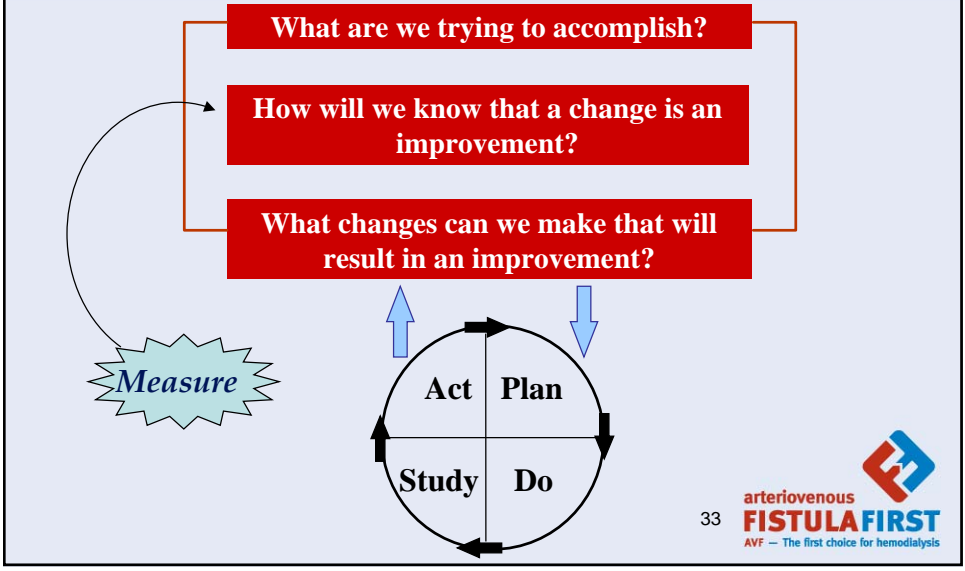 What are we trying to accomplish?
How will we know that a change is an
improvement?
What changes can we make that will
result in an improvement?
Measure
Act Plan
Study Do
33
arteriovenous
FISTULA FIRST
AVF — The first choice for hemodialysis